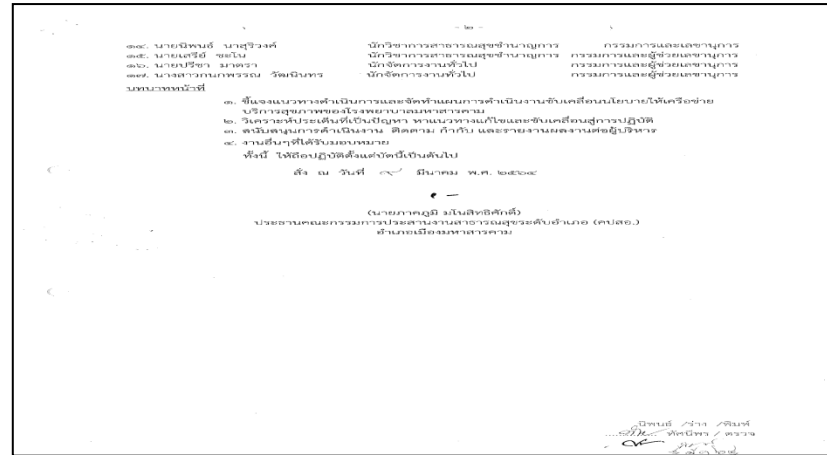 - ๒ -
๑๔. นายนิพนธ์ นาสุริวงค์ นักวิชาการสาธารณสุขชำนาญการ กรรมการและเลขานุการ
๑๕. นายเสรีย์ ชะโน นักวิชาการสาธารณสุขชำนาญการ กรรมการและผู้ช่วยเลขานุการ
๑๖. นายปรีชา มาตรา นักจัดการงานทั่วไป กรรมการและผู้ช่วยเลขานุการ
๑๗. นางสาวกนกพรรณ วัฒนินทร นักจัดการงานทั่วไป กรรมการและผู้ช่วยเลขานุการ
บทบาทหน้าที่
๑. ชี้แจงแนวทางดำเนินการและจัดทำแผนการดำเนินงานขับเคลื่อนนโยบายให้เครือข่าย
บริการสุขภาพของโรงพยาบาลมหาสารคาม
๒. วิเคราะห์ประเด็นที่เป็นปัญหา หาแนวทางแก้ไขและขับเคลื่อนสู่การปฏิบัติ
๓. สนับสนุนการดำเนินงาน ติดตาม กำกับ และรายงานผลงานต่อผู้บริหาร
๔. งานอื่นๆที่ได้รับมอบหมาย
ทั้งนี้ ให้ถือปฏิบัติตั้งแต่บัดนี้เป็นต้นไป
สั่ง ณ วันที่ มีนาคม พ.ศ. ๒๕๖๔
(นายภาคภูมิ มโนสิทธิศักดิ์)
ประธานคณะกรรมการประสานงานสาธารณสุขระดับอำเภอ (คปสอ.)
อำเภอเมืองมหาสารคาม
นิพนธ์ /ร่าง /พิมพ์
ทัศนีพา / ตรวจ